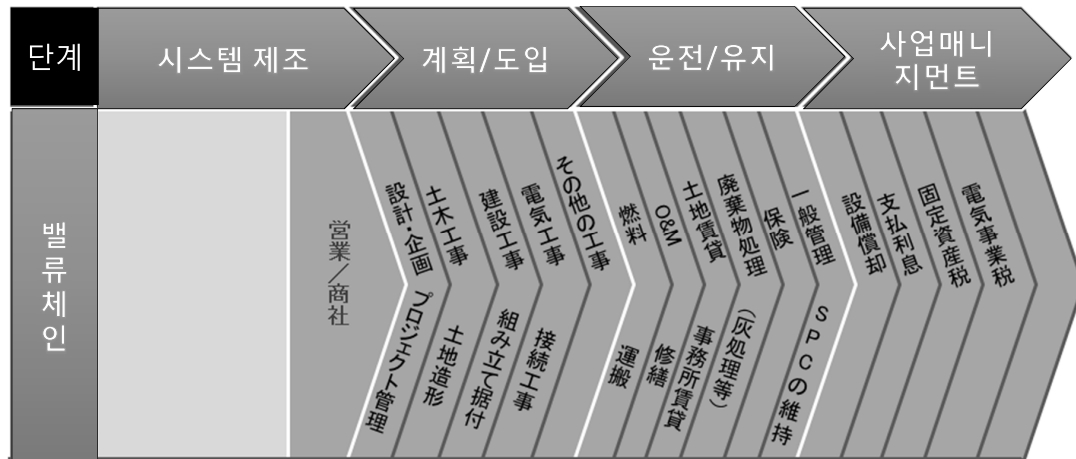 단계
시스템 제조
계획/도입
운전/유지
사업매니
지먼트
밸류체인
営業/商社
設計・企画
プロジェクト管理
土木工事
土地造形
建設工事
組み立て据付
電気工事
接続工事
その他の工事
燃料
運搬
O&M
修繕
土地賃貸
事務所賃貸
廃棄物処理
(灰処理等)
保険
一般管理
SPCの維持
設備償却
支払利息
固定資産税
電気事業税